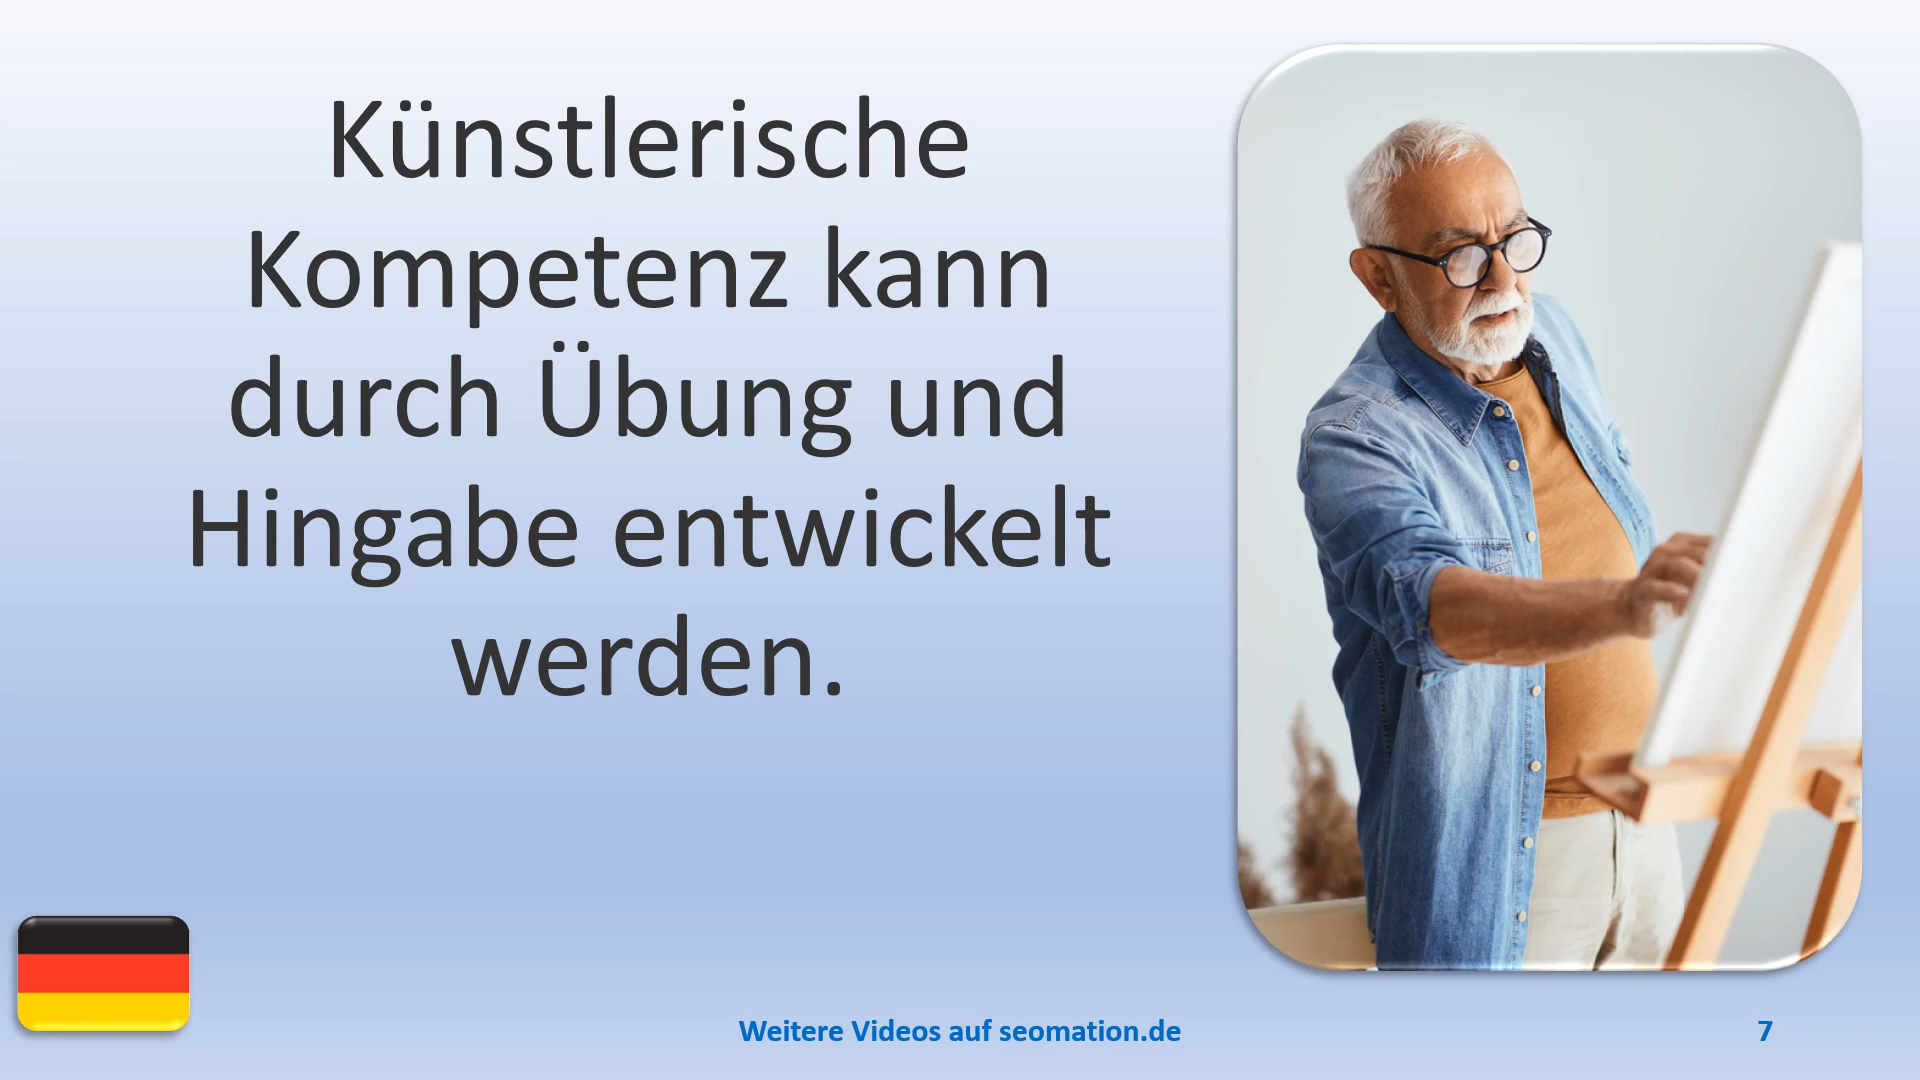 Künstlerische
Kompetenz kann
durch Übung und
Hingabe entwickelt
werden.
Weitere Videos auf seomation.de
7